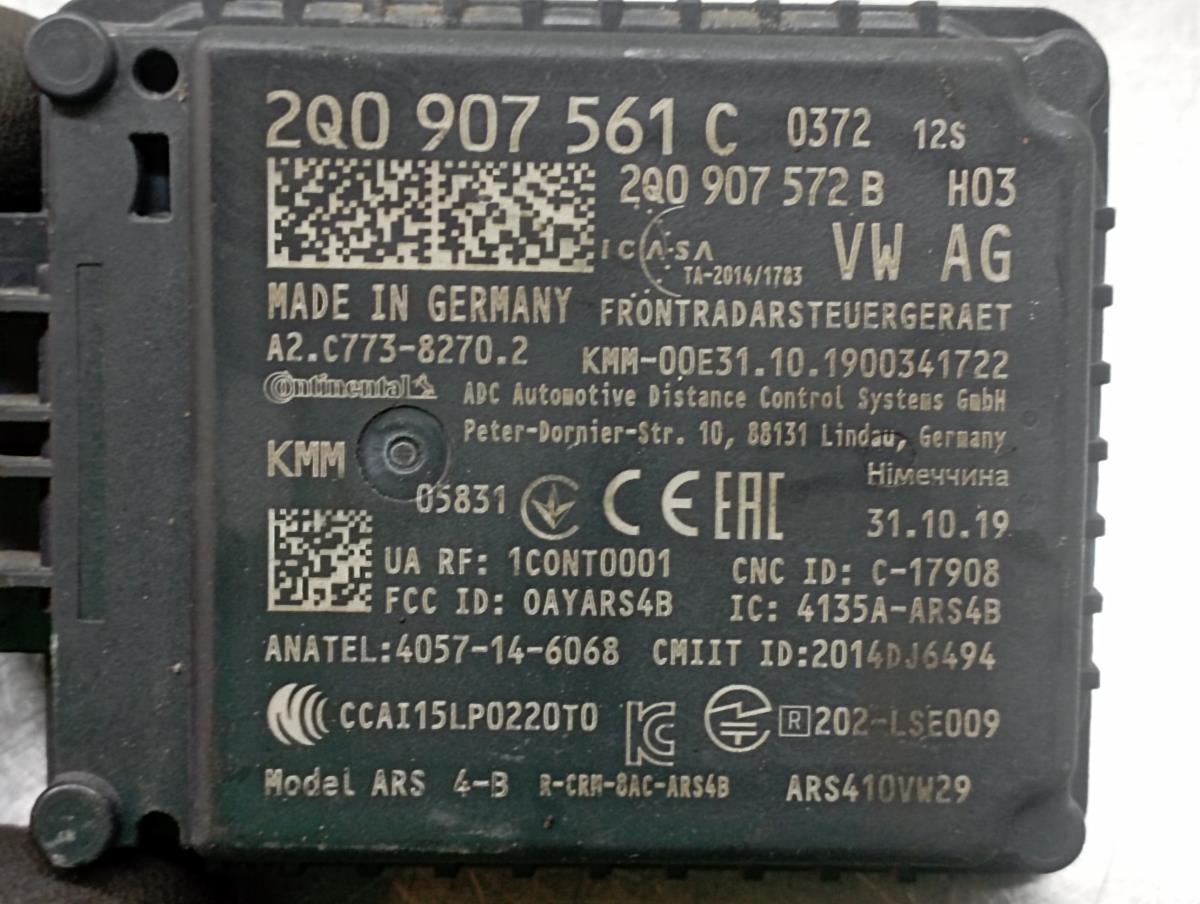 2Q0 907 561 C 0372 12S
2Q0 907 572 B H03
ICASA VW AG
TA-2014/1783
MADE IN GERMANY FRONTRADARSTEUERGERAET
A2.C773-8270.2 KMM-00E31.10.1900341722
Continental ADC Automotive Distance Control Systems GmbH
Peter-Dornier-Str. 10, 88131 Lindau, Germany
KMM Німеччина
05831 CE EAC 31.10.19
UA RF: 1CONT0001 CNC ID: C-17908
FCC ID: OAYARS4B IC: 4135A-ARS4B
ANATEL:4057-14-6068 CMIIT ID:2014DJ6494
CCAI15LP0220T0 KC R 202-LSE009
Model ARS 4-B R-CRM-8AC-ARS4B ARS410VW29